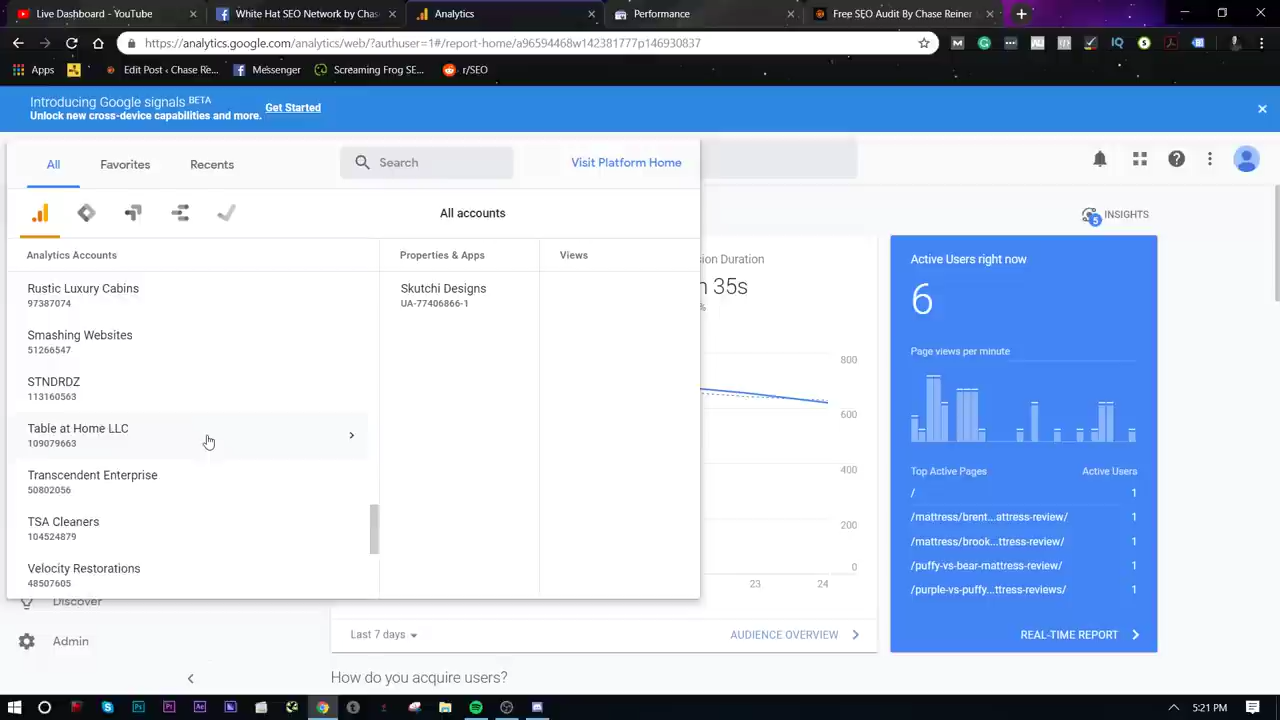 Live Dashboard - YouTube
White Hat SEO Network by Chase
Analytics
Performance
Free SEO Audit By Chase Reiner
https://analytics.google.com/analytics/web/?authuser=1#/report-home/a96594468w142381777p146930837
Apps
Edit Post ‹ Chase Re...
Messenger
Screaming Frog SE...
r/SEO
Introducing Google signals BETA
Unlock new cross-device capabilities and more.
Get Started
All
Favorites
Recents
Search
Visit Platform Home
All accounts
INSIGHTS
5
Analytics Accounts
Properties & Apps
Views
Rustic Luxury Cabins
97387074
Smashing Websites
51266547
STNDRDZ
113160563
Table at Home LLC
109079663
Transcendent Enterprise
50802056
TSA Cleaners
104524879
Velocity Restorations
48507605
Skutchi Designs
UA-77406866-1
ion Duration
35s
%
800
600
400
200
0
23
24
Active Users right now
6
Page views per minute
Top Active Pages
Active Users
/
1
/mattress/brent...attress-review/
1
/mattress/brook...ttress-review/
1
/puffy-vs-bear-mattress-review/
1
/purple-vs-puffy...ttress-reviews/
1
Discover
Admin
Last 7 days
AUDIENCE OVERVIEW
REAL-TIME REPORT
How do you acquire users?
5:21 PM